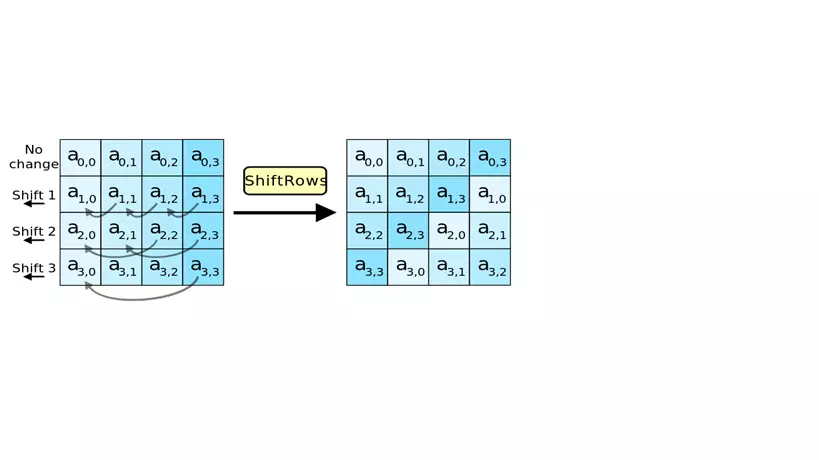 No
change
a0,0 a0,1 a0,2 a0,3
Shift 1
a1,0 a1,1 a1,2 a1,3
Shift 2
a2,0 a2,1 a2,2 a2,3
Shift 3
a3,0 a3,1 a3,2 a3,3
ShiftRows
a0,0 a0,1 a0,2 a0,3
a1,1 a1,2 a1,3 a1,0
a2,2 a2,3 a2,0 a2,1
a3,3 a3,0 a3,1 a3,2